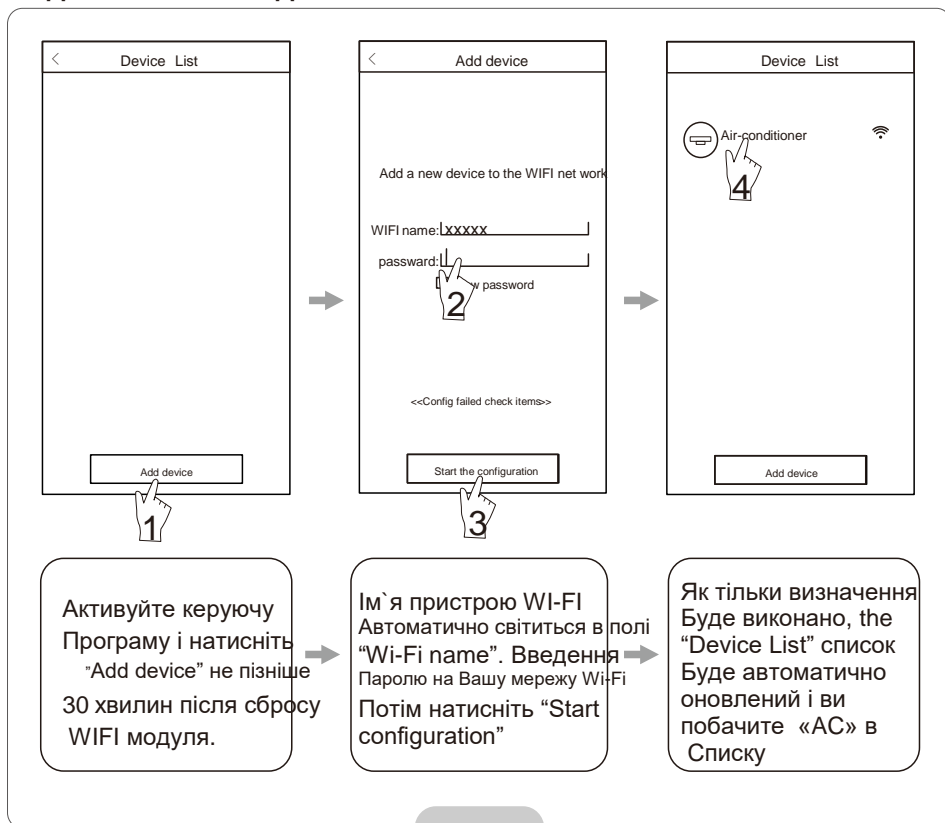 < Device List
Add device
1
< Add device
Add a new device to the WIFI net work
WIFI name: xxxxx
passward:
w password
2
<<Config failed check items>>
Start the configuration
3
Device List
Air-conditioner
4
Add device
Активуйте керуючу
Програму і натисніть
"Add device" не пізніше
30 хвилин після сбросу
WIFI модуля.
Ім`я пристрою WI-FI
Автоматично світиться в полі
“Wi-Fi name”. Введення
Паролю на Вашу мережу Wi-Fi
Потім натисніть “Start
configuration”
Як тільки визначення
Буде виконано, the
“Device List” список
Буде автоматично
оновлений і ви
побачите «АС» в
Списку